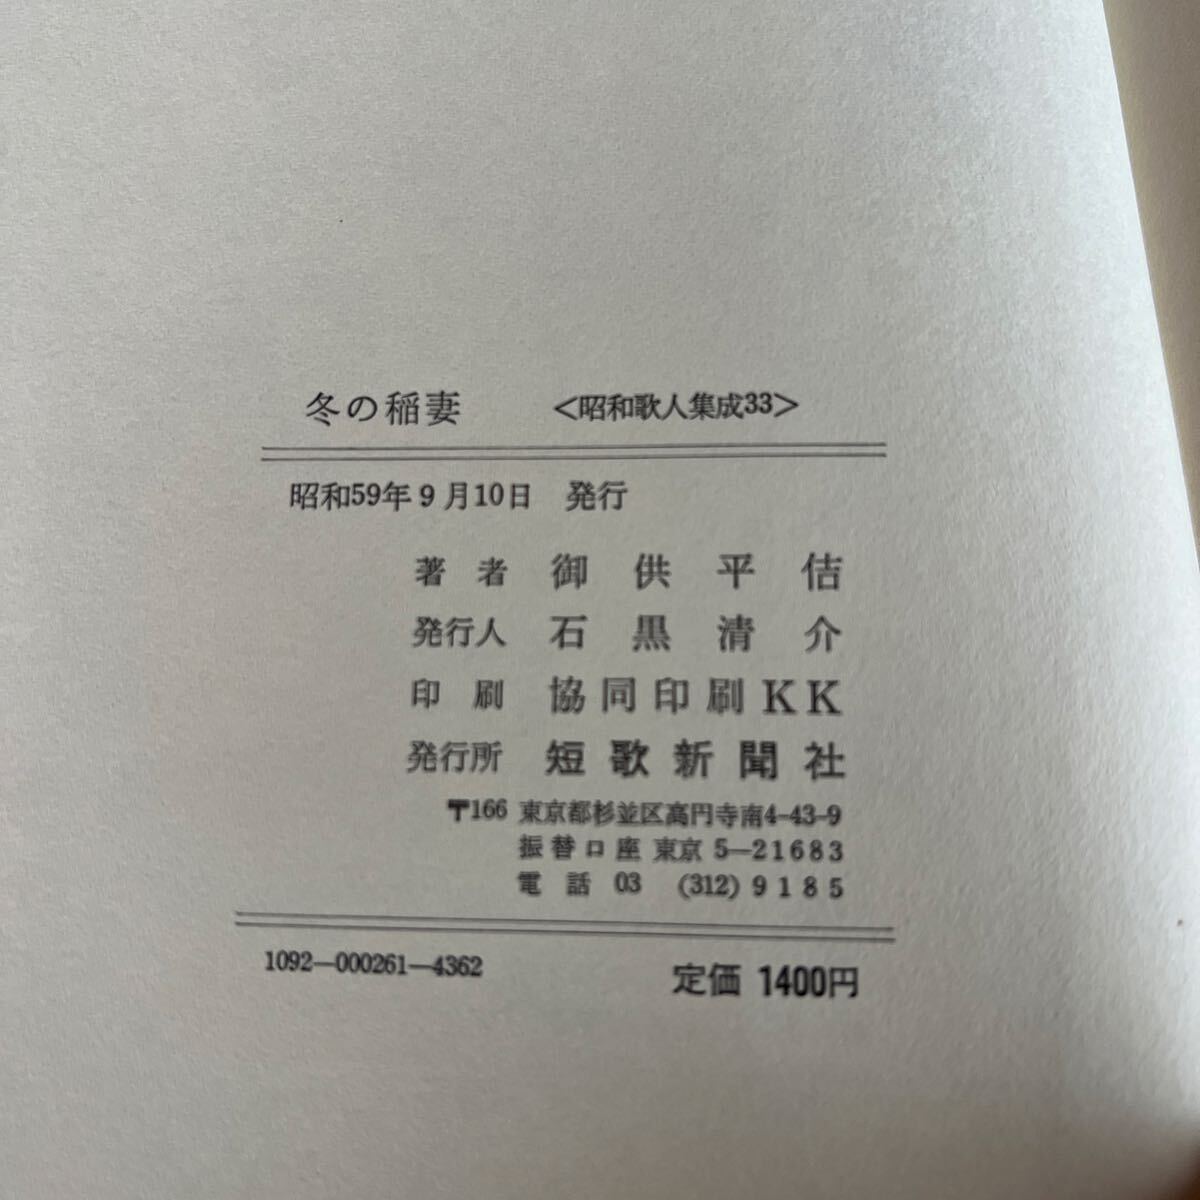 冬の稲妻　<昭和歌人集成33>
昭和59年9月10日　発行
著者　御供平佶
発行人　石黒清介
印刷　協同印刷KK
発行所　短歌新聞社
〒166 東京都杉並区高円寺南4-43-9
振替口座 東京 5—21683
電話 03 (312) 9185
1092—000261—4362
定価 1400円